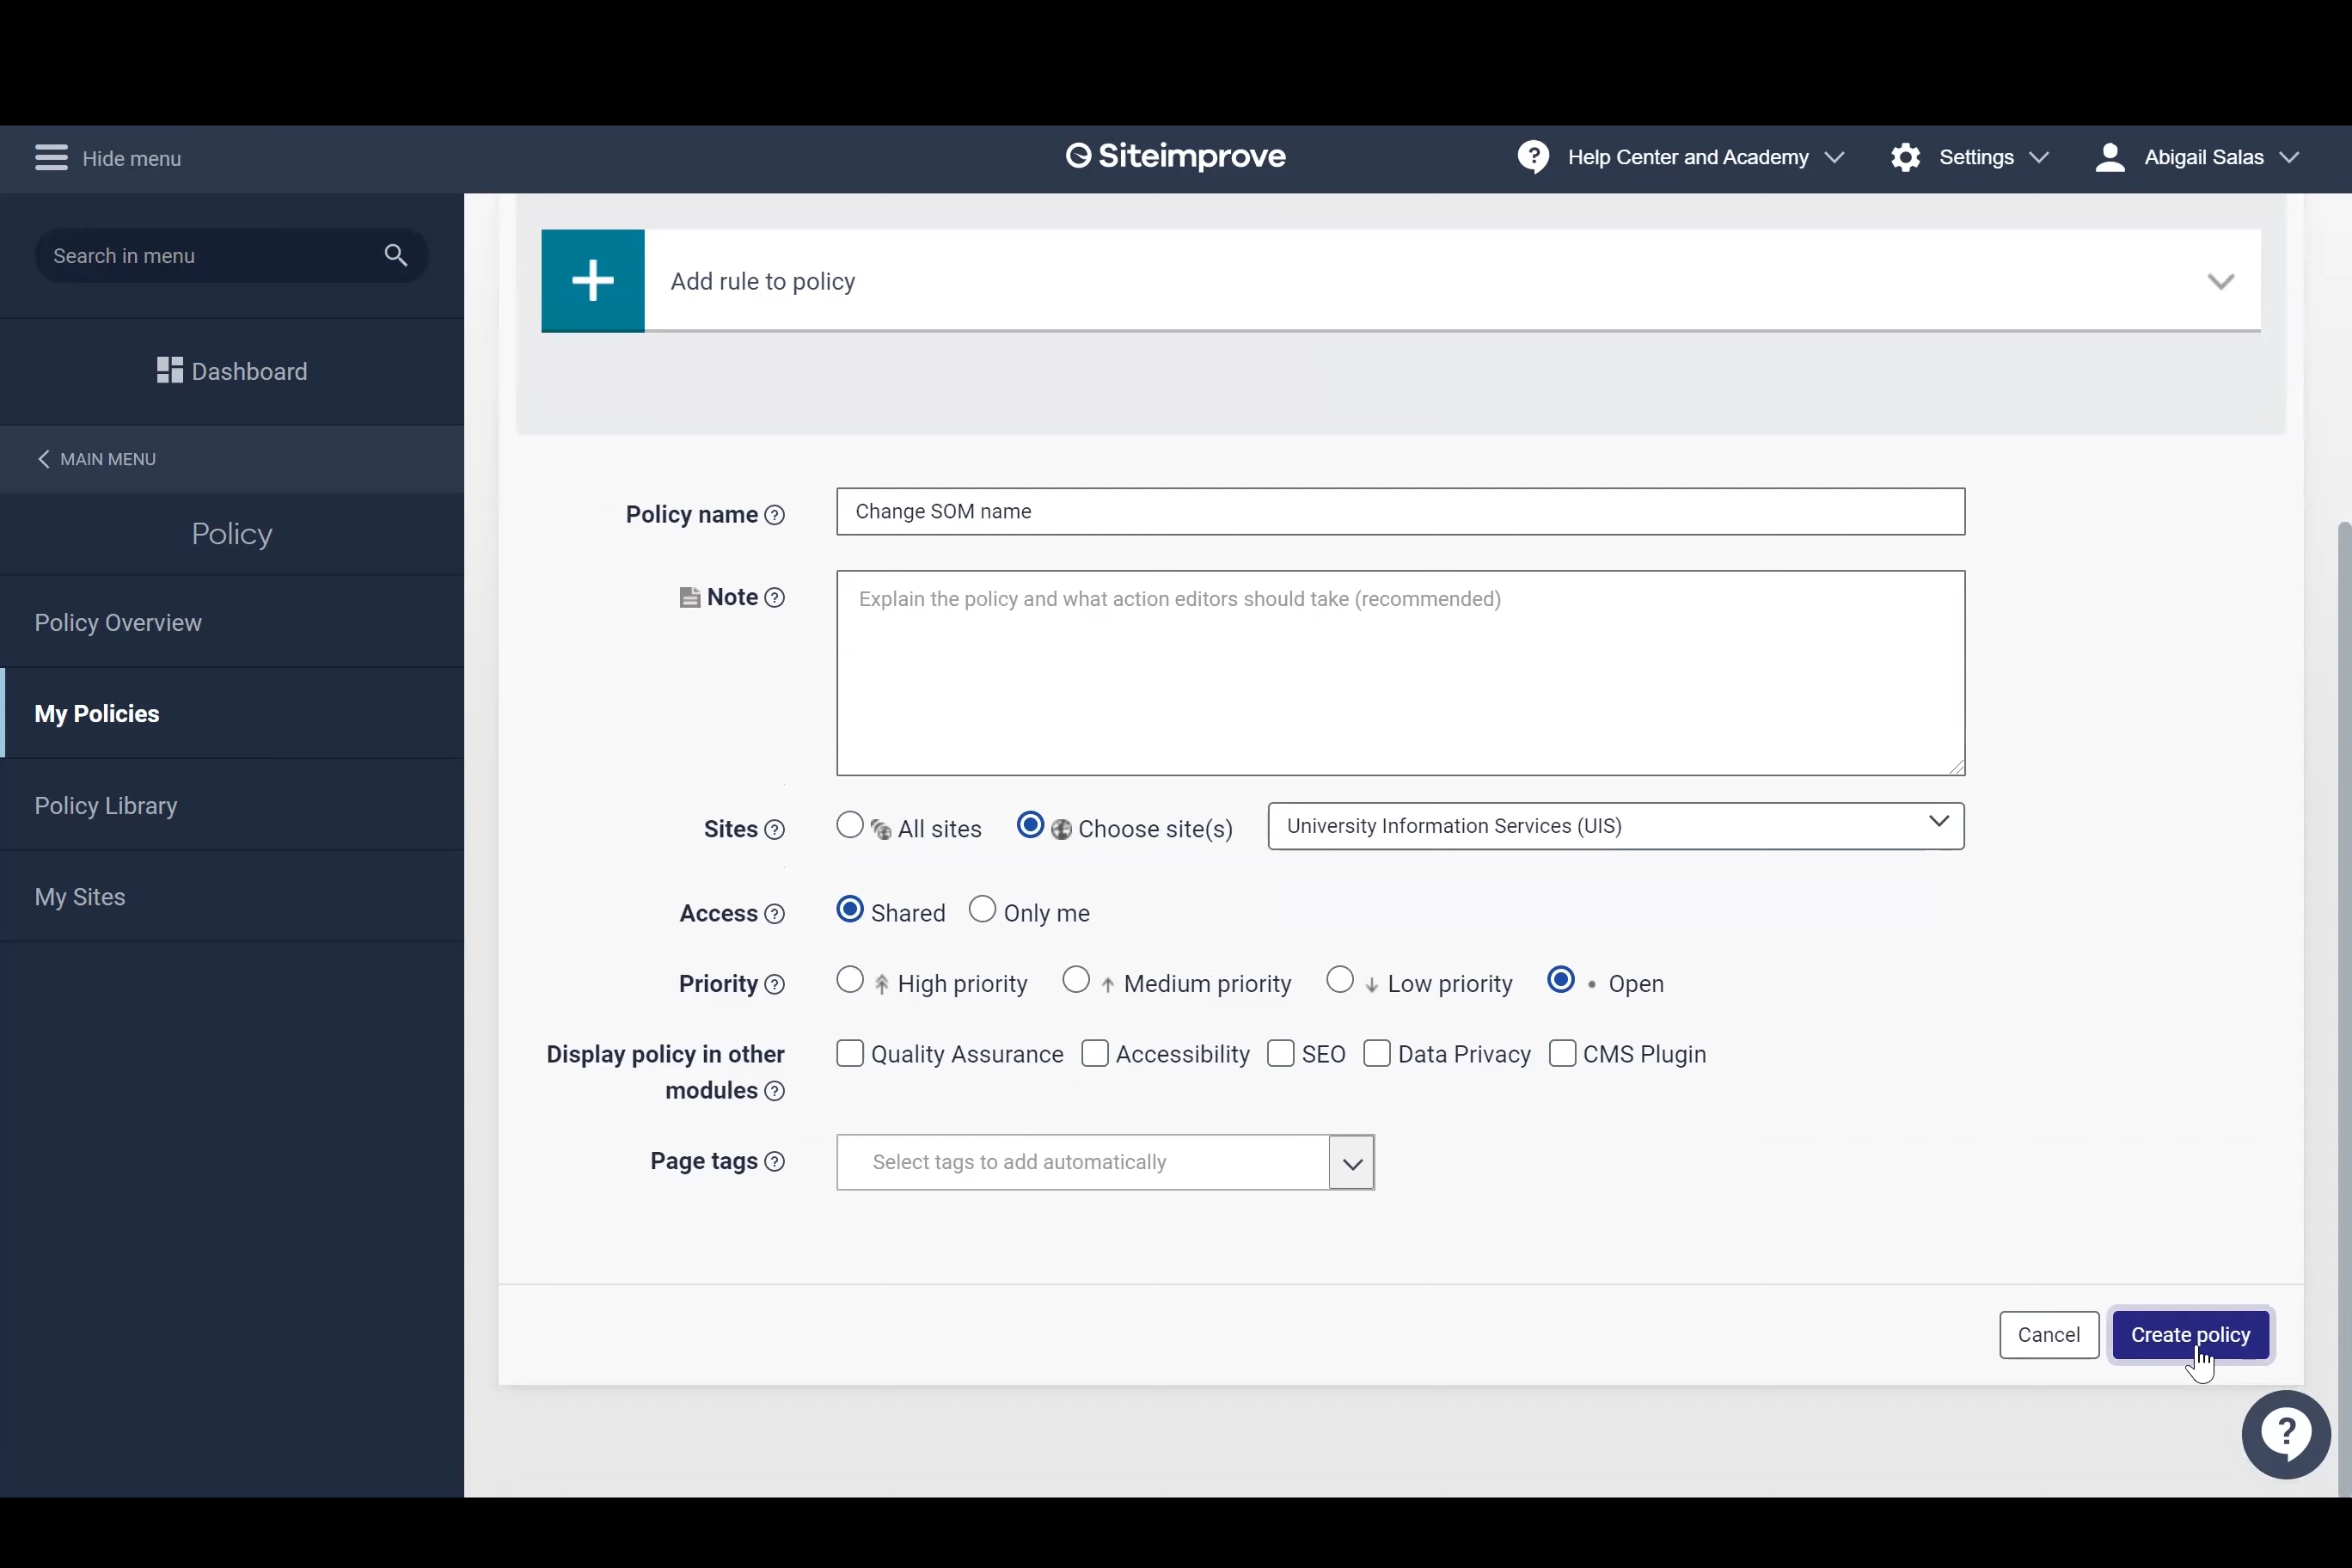 Hide menu
Siteimprove
Help Center and Academy
Settings
Abigail Salas
Search in menu
Dashboard
MAIN MENU
Policy
Policy Overview
My Policies
Policy Library
My Sites
Add rule to policy
Policy name ?
Change SOM name
Note ?
Explain the policy and what action editors should take (recommended)
Sites ? All sites Choose site(s) University Information Services (UIS)
Access ? Shared Only me
Priority ? High priority Medium priority Low priority Open
Display policy in other
modules ?
Quality Assurance Accessibility SEO Data Privacy CMS Plugin
Page tags ? Select tags to add automatically
Cancel Create policy
?